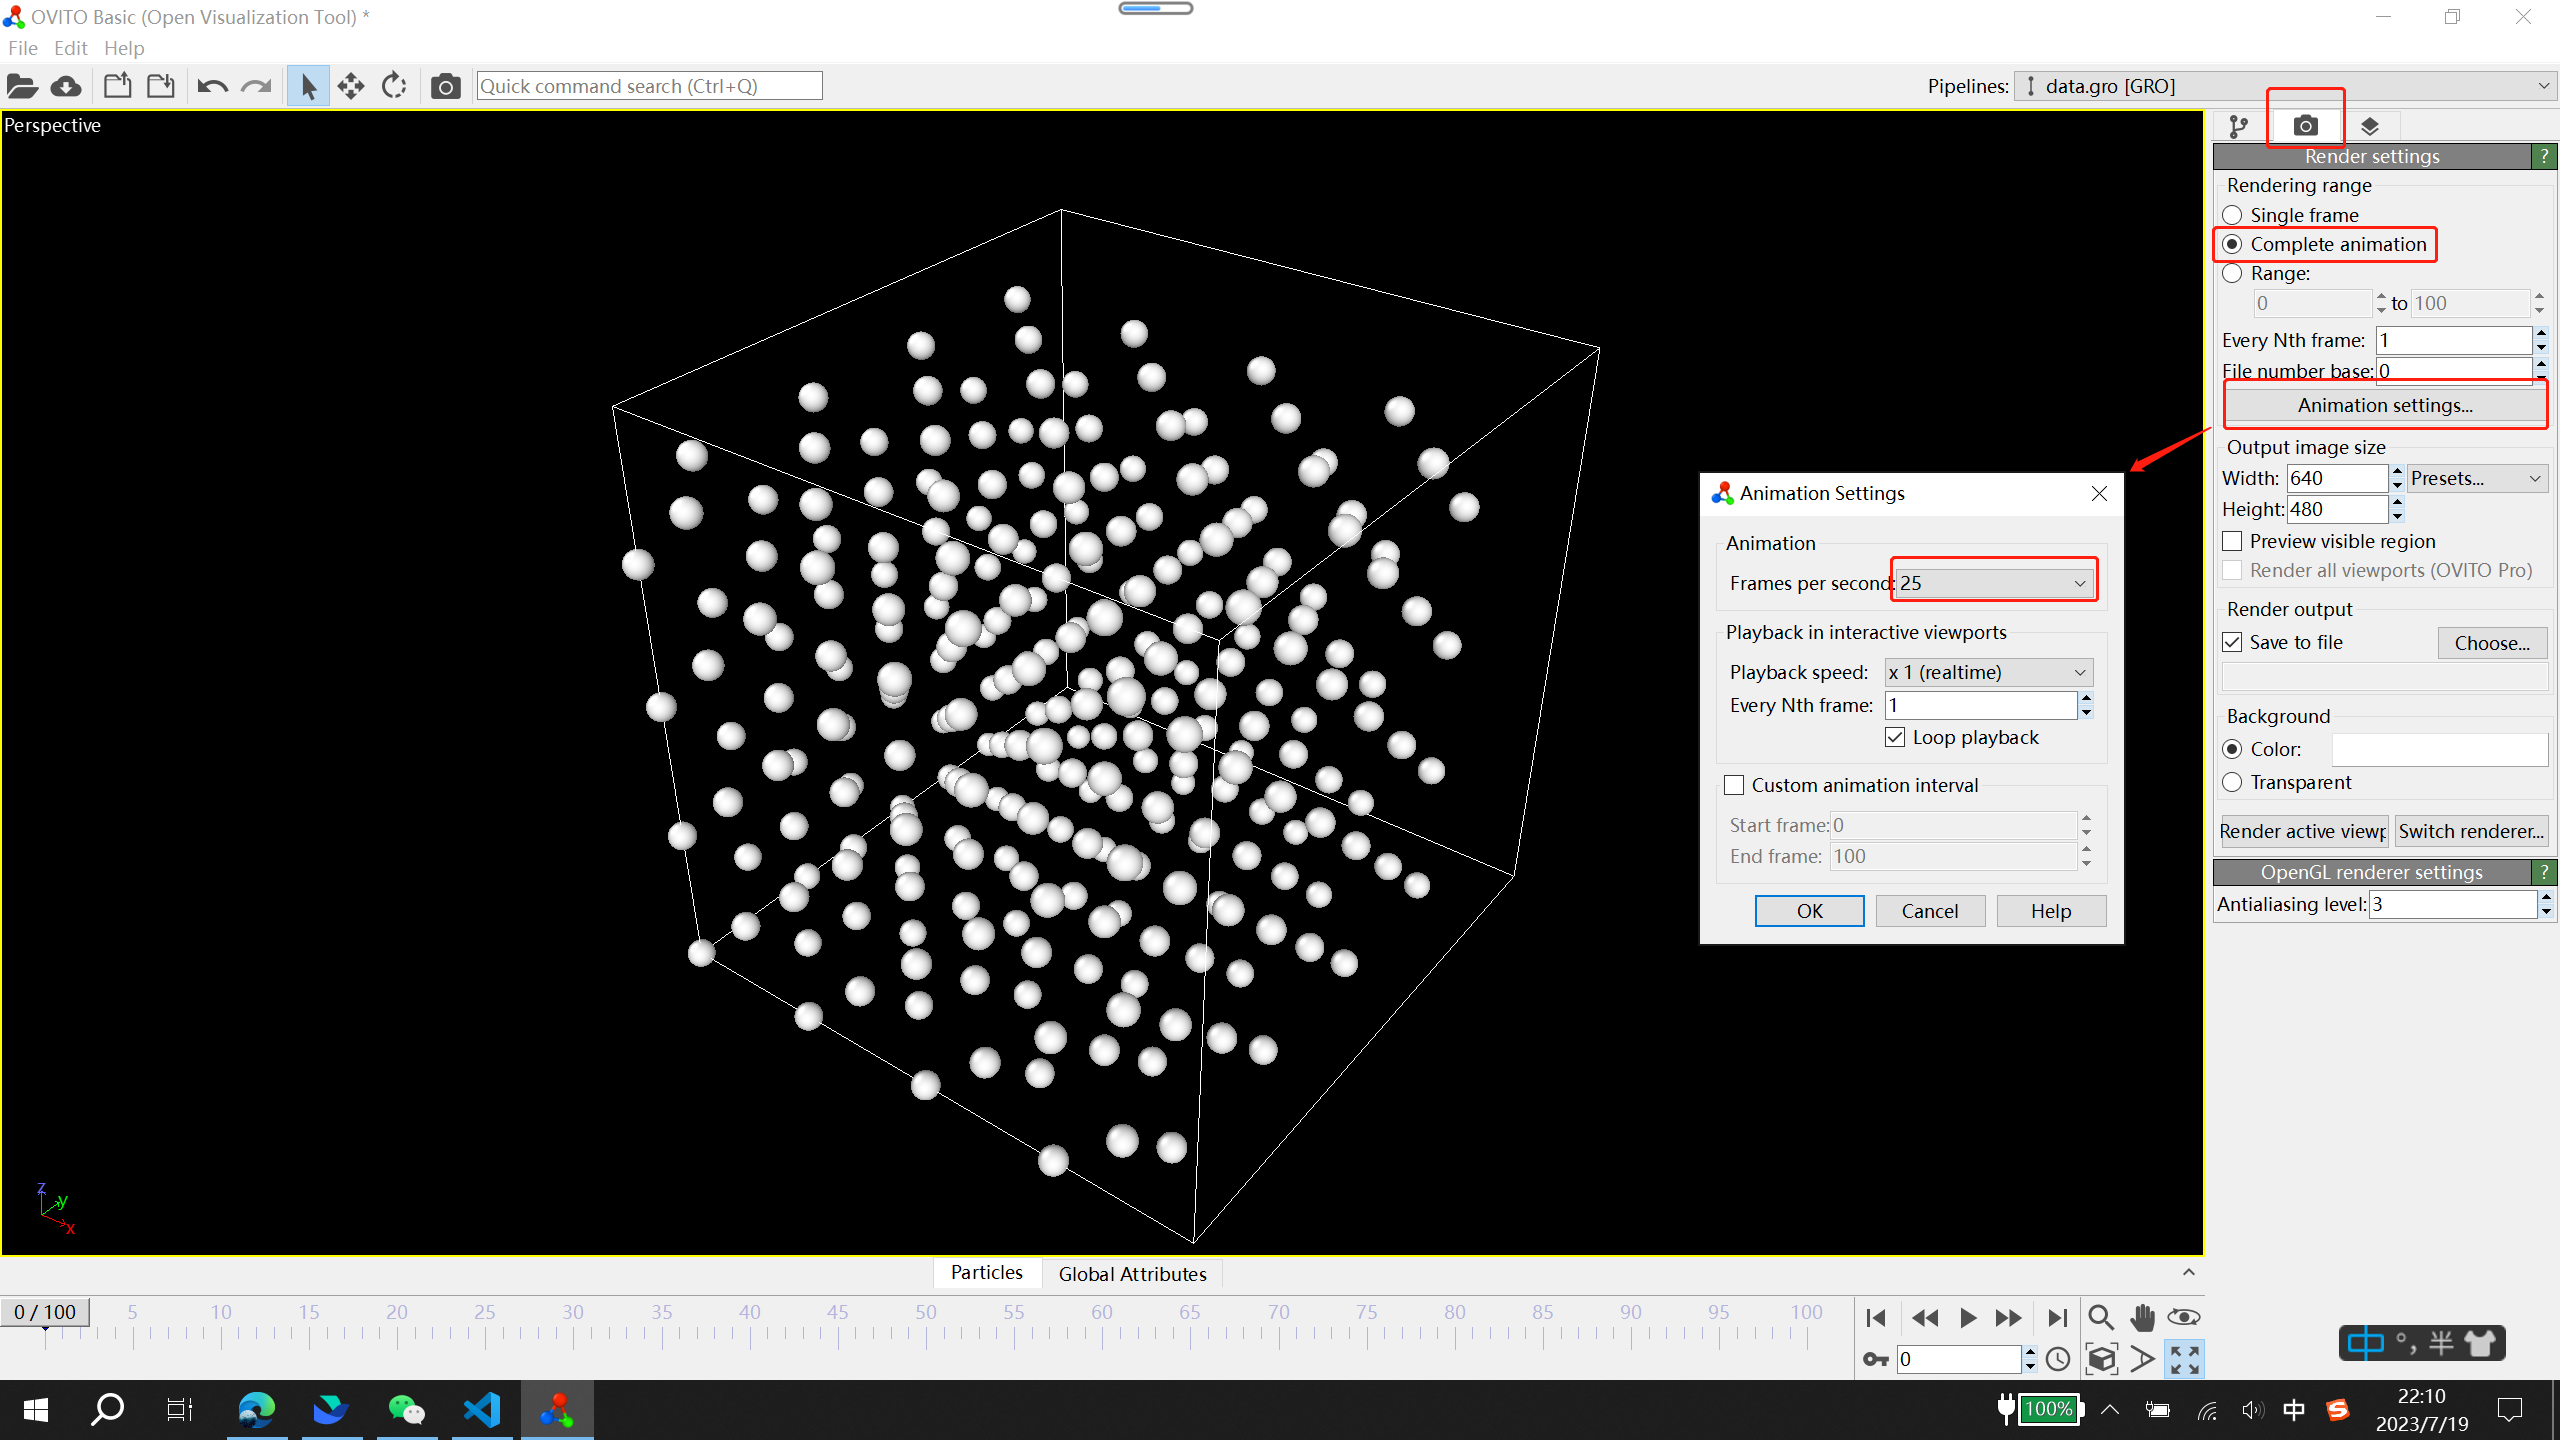 OVITO Basic (Open Visualization Tool) *
File Edit Help
Quick command search (Ctrl+Q)
Pipelines: data.gro [GRO]
Perspective
Render settings ?
Rendering range
Single frame
Complete animation
Range:
0 to 100
Every Nth frame: 1
File number base: 0
Animation settings...
Output image size
Width: 640 Presets...
Height: 480
Preview visible region
Render all viewports (OVITO Pro)
Render output
Save to file Choose...
Background
Color:
Transparent
Render active viewp Switch renderer...
OpenGL renderer settings ?
Antialiasing level: 3
Animation Settings
Animation
Frames per second: 25
Playback in interactive viewports
Playback speed: x 1 (realtime)
Every Nth frame: 1
Loop playback
Custom animation interval
Start frame: 0
End frame: 100
OK Cancel Help
z
y
x
Particles Global Attributes
0 / 100 5 10 15 20 25 30 35 40 45 50 55 60 65 70 75 80 85 90 95 100
0
中 °, 半
100% 中 S
22:10
2023/7/19